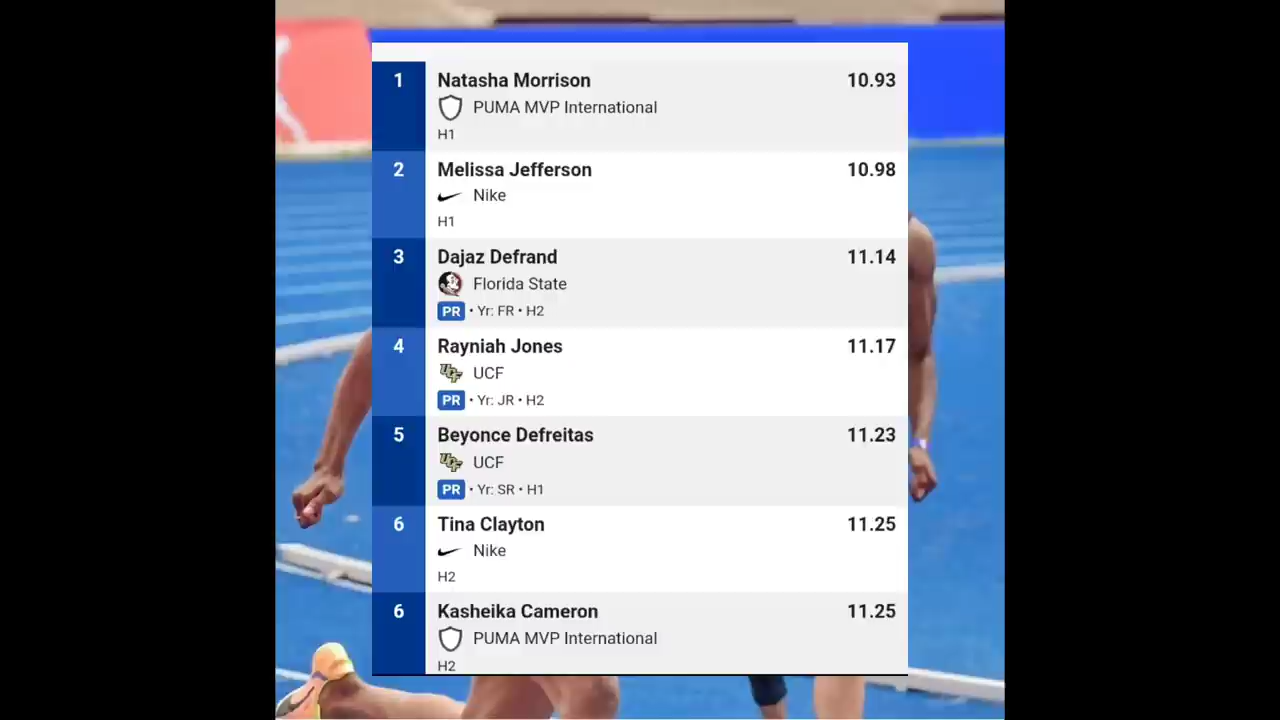 1
Natasha Morrison
10.93
PUMA MVP International
H1
2
Melissa Jefferson
10.98
Nike
H1
3
Dajaz Defrand
11.14
Florida State
PR • Yr: FR • H2
4
Rayniah Jones
11.17
UCF
UCF
PR • Yr: JR • H2
5
Beyonce Defreitas
11.23
UCF
UCF
PR • Yr: SR • H1
6
Tina Clayton
11.25
Nike
H2
6
Kasheika Cameron
11.25
PUMA MVP International
H2